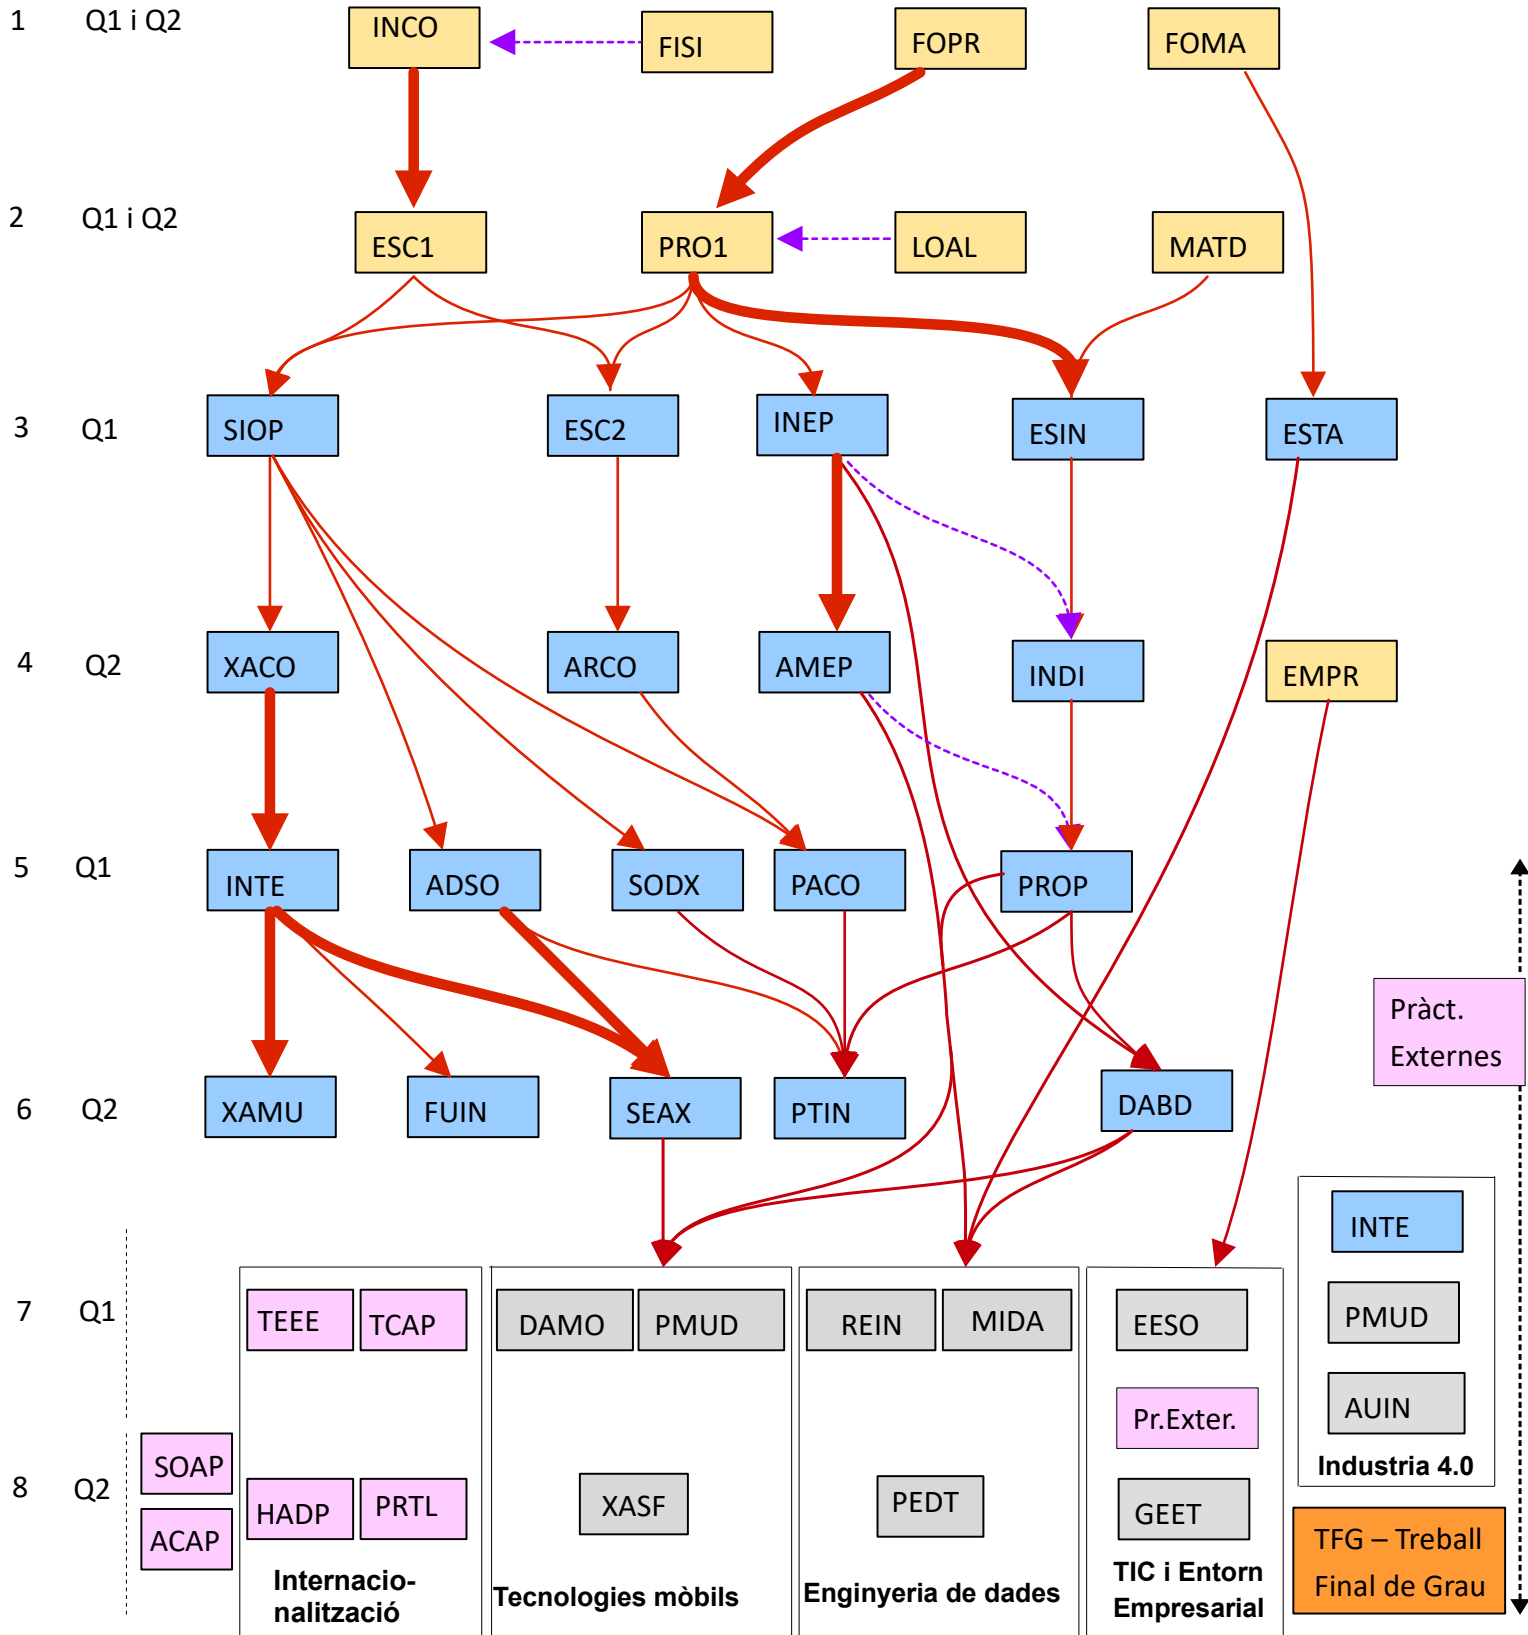 1 Q1 i Q2 INCO FISI FOPR FOMA
2 Q1 i Q2 ESC1 PRO1 LOAL MATD
3 Q1 SIOP ESC2 INEP ESIN ESTA
4 Q2 XACO ARCO AMEP INDI EMPR
5 Q1 INTE ADSO SODX PACO PROP
Pràct.
Externes
6 Q2 XAMU FUIN SEAX PTIN DABD
7 Q1 TEEE TCAP DAMO PMUD REIN MIDA EESO
Pr.Exter.
8 Q2 SOAP
ACAP
HADP PRTL XASF PEDT GEET
Internacio-
nalització
Tecnologies mòbils
Enginyeria de dades
TIC i Entorn
Empresarial
INTE
PMUD
AUIN
Industria 4.0
TFG – Treball
Final de Grau